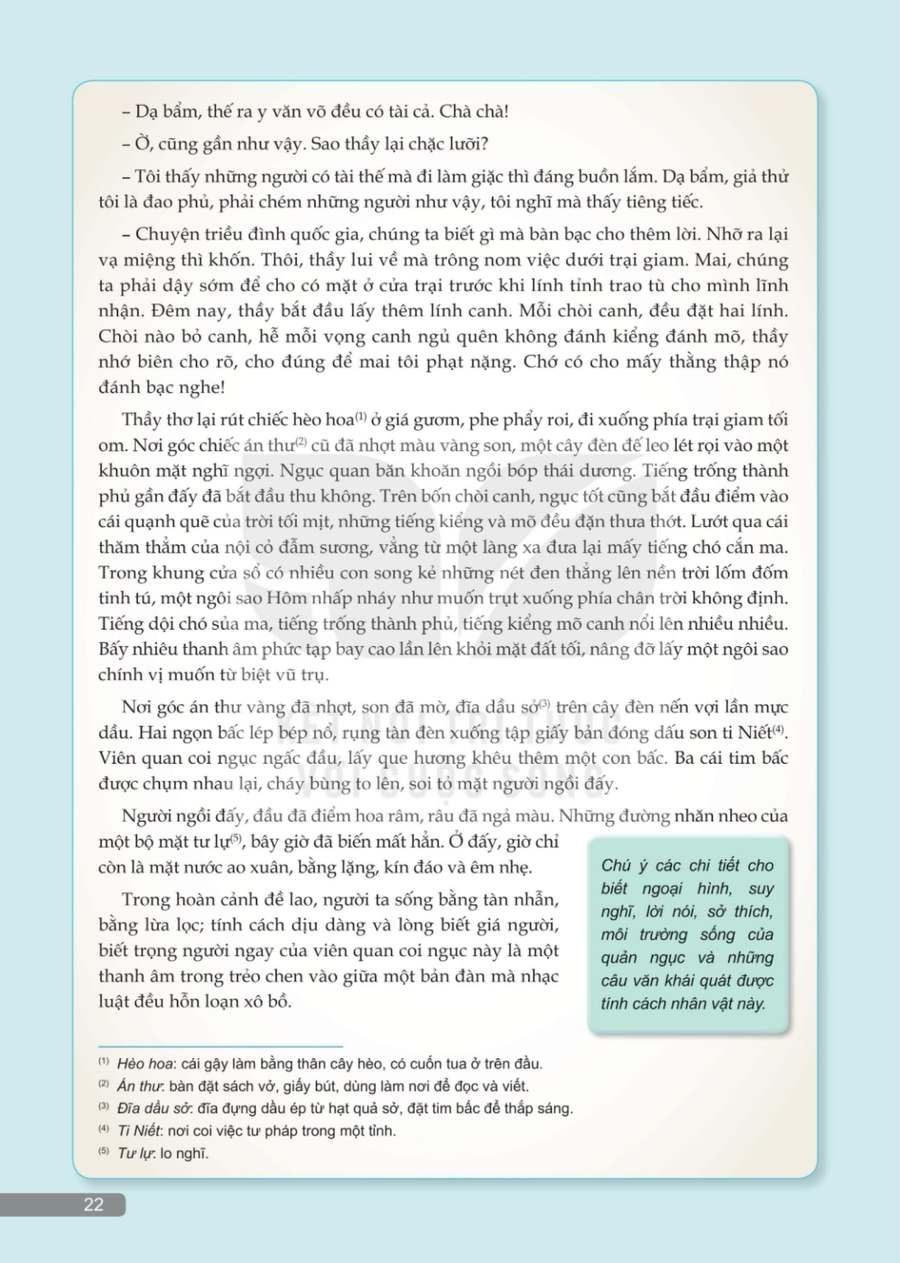 – Dạ bẩm, thế ra y văn võ đều có tài cả. Chà chà!
– Ờ, cũng gần như vậy. Sao thầy lại chặc lưỡi?
– Tôi thấy những người có tài thế mà đi làm giặc thì đáng buồn lắm. Dạ bẩm, giả thử
tôi là đao phủ, phải chém những người như vậy, tôi nghĩ mà thấy tiêng tiếc.
– Chuyện triều đình quốc gia, chúng ta biết gì mà bàn bạc cho thêm lời. Nhỡ ra lại
vạ miệng thì khốn. Thôi, thầy lui về mà trông nom việc dưới trại giam. Mai, chúng
ta phải dậy sớm để cho có mặt ở cửa trại trước khi lính tỉnh trao tù cho mình lĩnh
nhận. Đêm nay, thầy bắt đầu lấy thêm lính canh. Mỗi chòi canh, đều đặt hai lính.
Chòi nào bỏ canh, hễ mỗi vọng canh ngủ quên không đánh kiểng đánh mõ, thầy
nhớ biên cho rõ, cho đúng để mai tôi phạt nặng. Chớ có cho mấy thằng thập nó
đánh bạc nghe!
Thầy thơ lại rút chiếc hèo hoa(1) ở giá gươm, phe phẩy roi, đi xuống phía trại giam tối
om. Nơi góc chiếc án thư(2) cũ đã nhợt màu vàng son, một cây đèn đế leo lét rọi vào một
khuôn mặt nghĩ ngợi. Ngục quan băn khoăn ngồi bóp thái dương. Tiếng trống thành
phủ gần đấy đã bắt đầu thu không. Trên bốn chòi canh, ngục tốt cũng bắt đầu điểm vào
cái quạnh quẽ của trời tối mịt, những tiếng kiểng và mõ đều đặn thưa thớt. Lướt qua cái
thăm thẳm của nội cỏ đẫm sương, vẳng từ một làng xa đưa lại mấy tiếng chó cắn ma.
Trong khung cửa sổ có nhiều con song kẻ những nét đen thẳng lên nền trời lốm đốm
tinh tú, một ngôi sao Hôm nhấp nháy như muốn trụt xuống phía chân trời không định.
Tiếng dội chó sủa ma, tiếng trống thành phủ, tiếng kiểng mõ canh nổi lên nhiều nhiều.
Bấy nhiêu thanh âm phức tạp bay cao lần lên khỏi mặt đất tối, nâng đỡ lấy một ngôi sao
chính vị muốn từ biệt vũ trụ.
Nơi góc án thư vàng đã nhợt, son đã mờ, đĩa dầu sở(3) trên cây đèn nến vợi lần mực
dầu. Hai ngọn bấc lép bép nổ, rụng tàn đèn xuống tập giấy bản đóng dấu son ti Niết(4).
Viên quan coi ngục ngấc đầu, lấy que hương khêu thêm một con bấc. Ba cái tim bấc
được chụm nhau lại, cháy bùng to lên, soi tỏ mặt người ngồi đấy.
Người ngồi đấy, đầu đã điểm hoa râm, râu đã ngả màu. Những đường nhăn nheo của
một bộ mặt tư lự(5), bây giờ đã biến mất hẳn. Ở đấy, giờ chỉ
còn là mặt nước ao xuân, bằng lặng, kín đáo và êm nhẹ.
Trong hoàn cảnh đề lao, người ta sống bằng tàn nhẫn,
bằng lừa lọc; tính cách dịu dàng và lòng biết giá người,
biết trọng người ngay của viên quan coi ngục này là một
thanh âm trong trẻo chen vào giữa một bản đàn mà nhạc
luật đều hỗn loạn xô bồ.
Chú ý các chi tiết cho
biết ngoại hình, suy
nghĩ, lời nói, sở thích,
môi trường sống của
quản ngục và những
câu văn khái quát được
tính cách nhân vật này.
(1) Hèo hoa: cái gậy làm bằng thân cây hèo, có cuốn tua ở trên đầu.
(2) Án thư: bàn đặt sách vở, giấy bút, dùng làm nơi để đọc và viết.
(3) Đĩa dầu sở: đĩa đựng dầu ép từ hạt quả sở, đặt tim bấc để thắp sáng.
(4) Ti Niết: nơi coi việc tư pháp trong một tỉnh.
(5) Tư lự: lo nghĩ.
22
KẾT NỐI TRI THỨC
VỚI CUỘC SỐNG